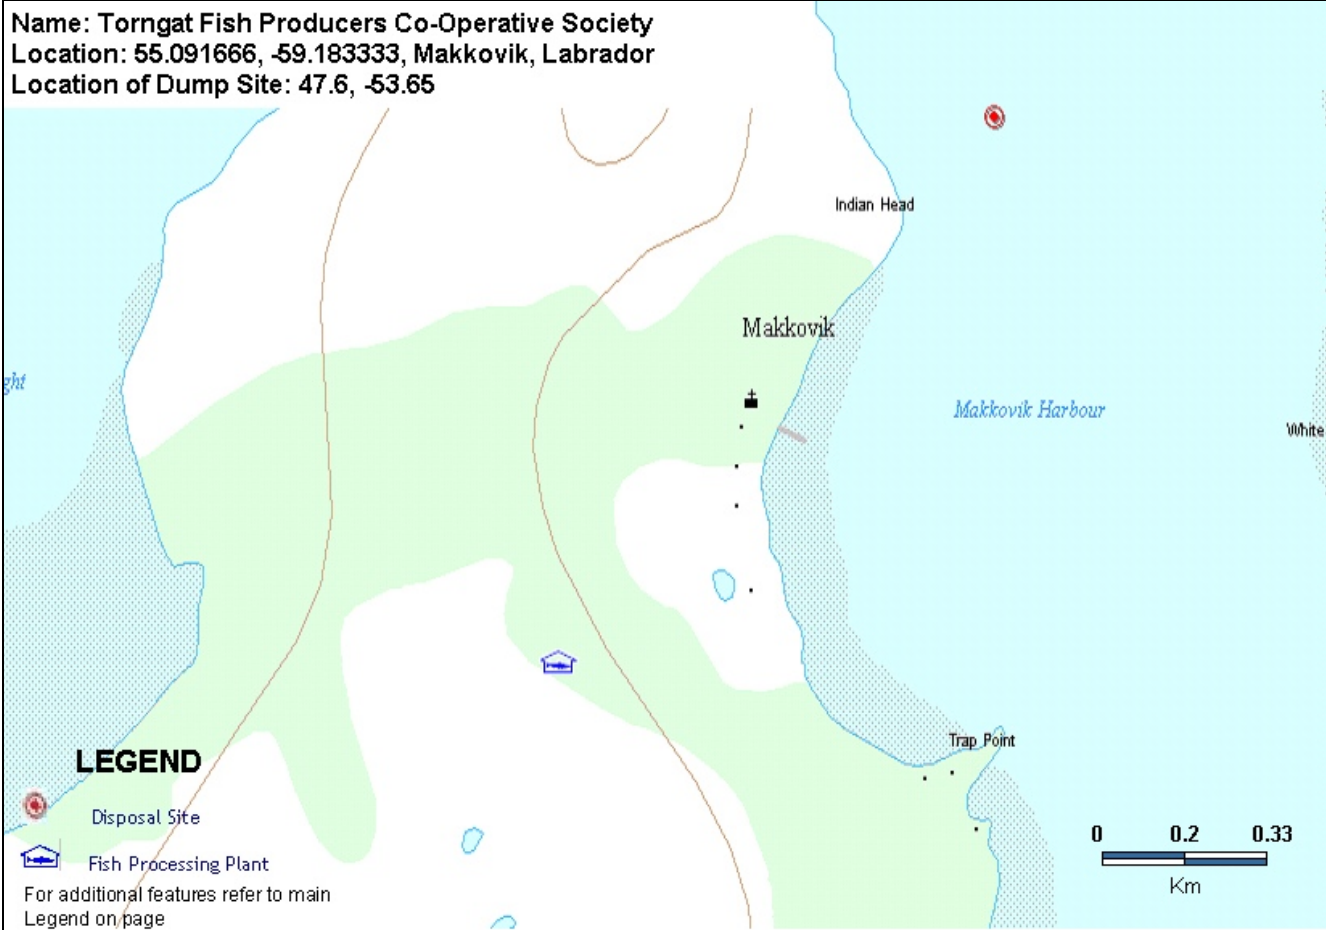 Name: Torngat Fish Producers Co-Operative Society
Location: 55.091666, -59.183333, Makkovik, Labrador
Location of Dump Site: 47.6, -53.65
Indian Head
Makkovik
ght
Makkovik Harbour
White
Trap Point
LEGEND
Disposal Site
Fish Processing Plant
For additional features refer to main
Legend on page
0 0.2 0.33
Km